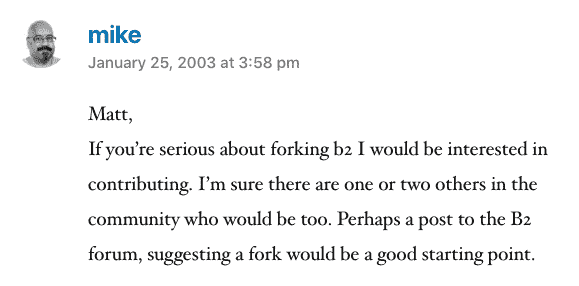 mike
January 25, 2003 at 3:58 pm
Matt,
If you’re serious about forking b2 I would be interested in
contributing. I’m sure there are one or two others in the
community who would be too. Perhaps a post to the B2
forum, suggesting a fork would be a good starting point.